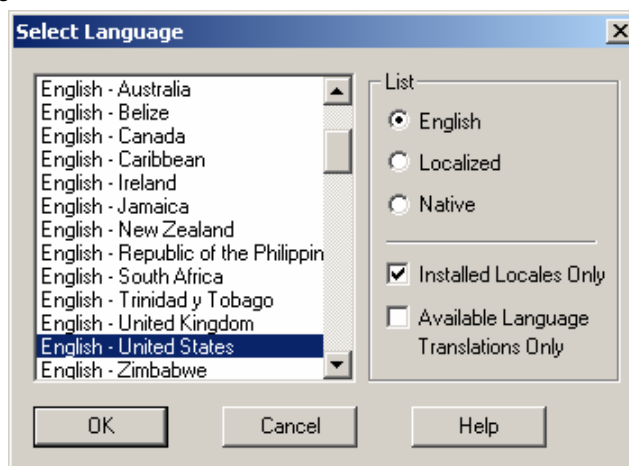 Select Language
English - Australia
English - Belize
English - Canada
English - Caribbean
English - Ireland
English - Jamaica
English - New Zealand
English - Republic of the Philippin
English - South Africa
English - Trinidad y Tobago
English - United Kingdom
English - United States
English - Zimbabwe
List
English
Localized
Native
Installed Locales Only
Available Language
Translations Only
OK
Cancel
Help